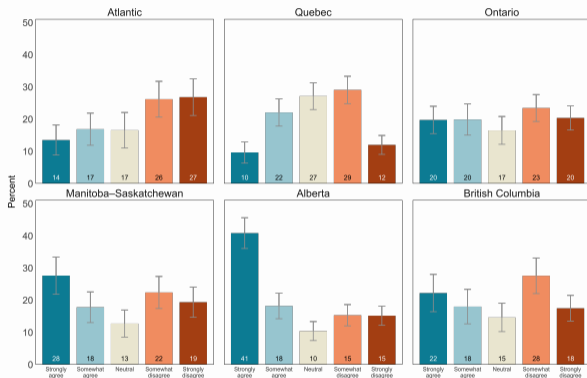 Atlantic
Quebec
Ontario
Percent
50
40
30
20
10
0
14 17 17 26 27
10 22 27 29 12
20 20 17 23 20
Manitoba–Saskatchewan
Alberta
British Columbia
50
40
30
20
10
0
28 18 13 22 19
41 18 10 15 15
22 18 15 28 18
Strongly agree Somewhat agree Neutral Somewhat disagree Strongly disagree
Strongly agree Somewhat agree Neutral Somewhat disagree Strongly disagree
Strongly agree Somewhat agree Neutral Somewhat disagree Strongly disagree